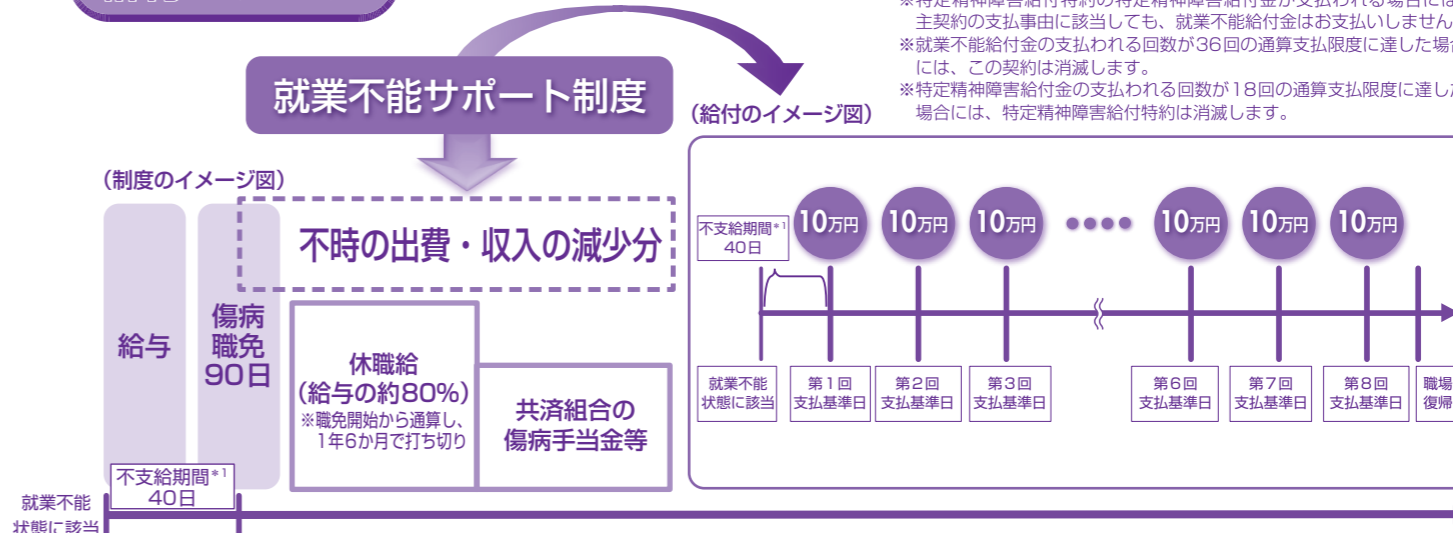 ※特定精神障害給付特約の特定精神障害給付金が支払われる場合には
主契約の支払事由に該当しても、就業不能給付金はお支払いしません
※就業不能給付金の支払われる回数が36回の通算支払限度に達した場合
には、この契約は消滅します。
※特定精神障害給付金の支払われる回数が18回の通算支払限度に達した
場合には、特定精神障害給付特約は消滅します。
就業不能サポート制度
(給付のイメージ図)
(制度のイメージ図)
不時の出費・収入の減少分
給与
傷病
職免
90日
休職給
(給与の約80%)
※職免開始から通算し、
1年6か月で打ち切り
共済組合の
傷病手当金等
不支給期間*1
40日
就業不能
状態に該当
不支給期間*1
40日
10万円
10万円
10万円
••••
10万円
10万円
10万円
就業不能
状態に該当
第1回
支払基準日
第2回
支払基準日
第3回
支払基準日
第6回
支払基準日
第7回
支払基準日
第8回
支払基準日
職場
復帰